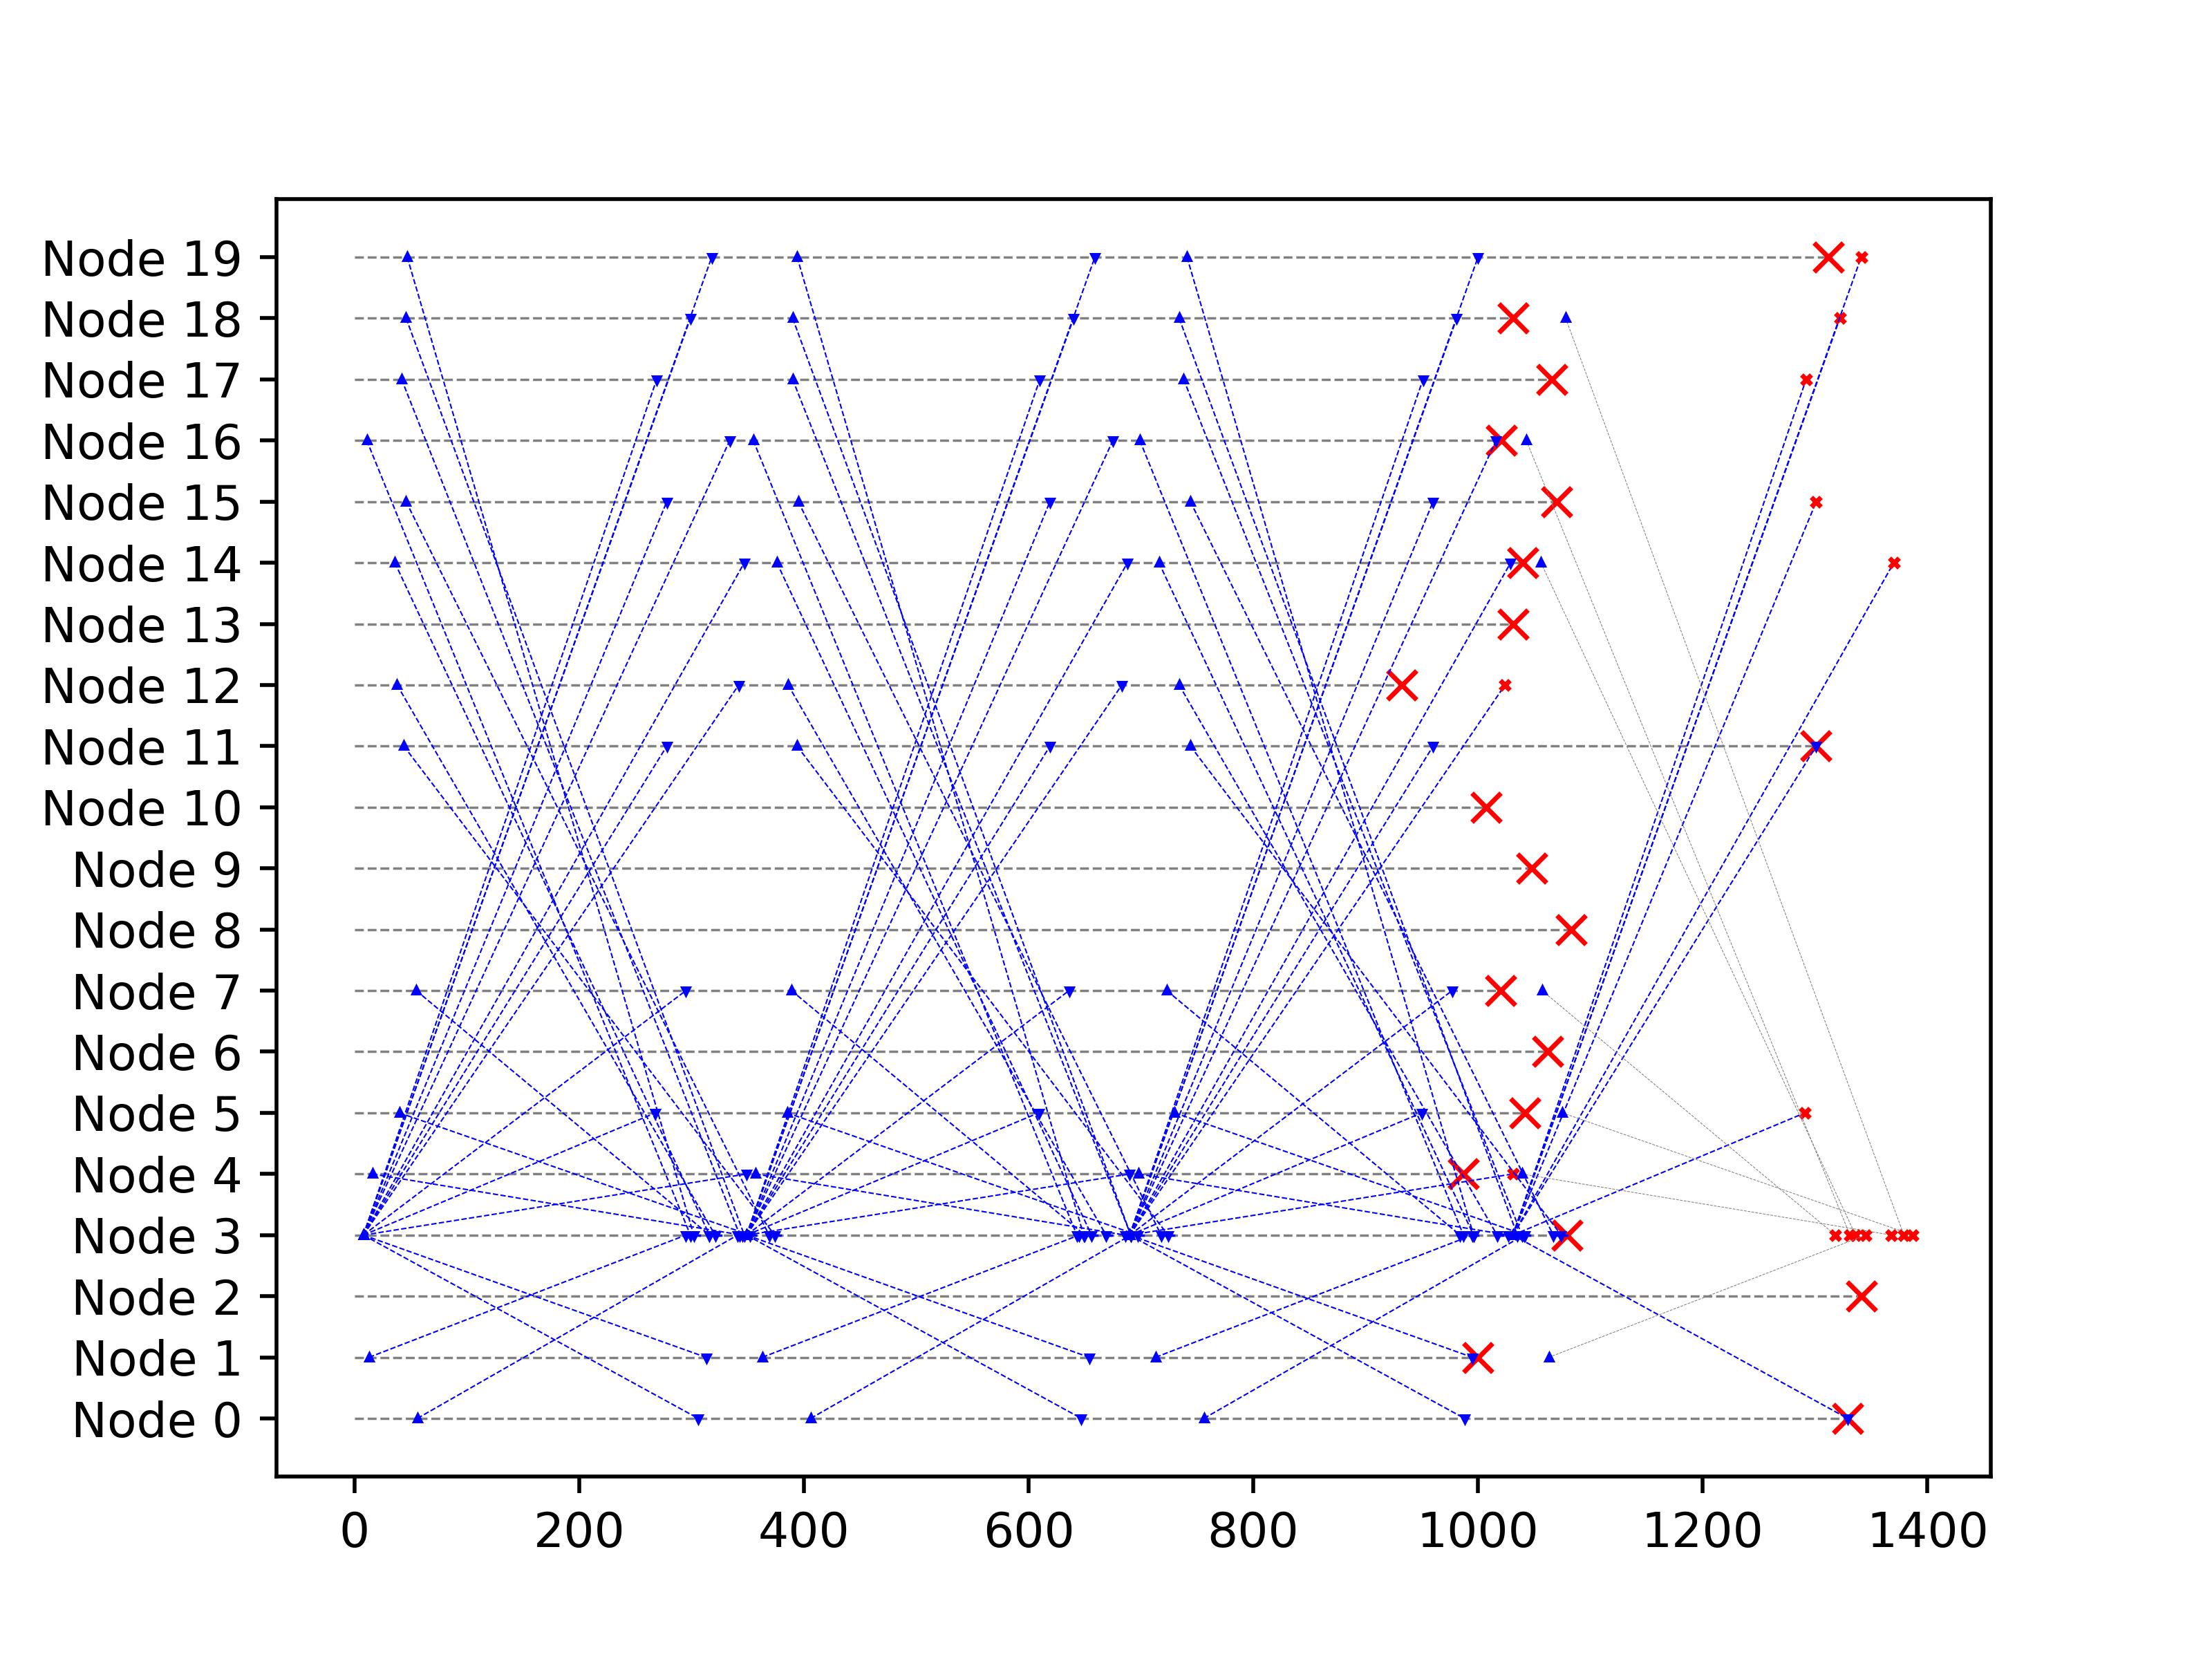 Node 19
Node 18
Node 17
Node 16
Node 15
Node 14
Node 13
Node 12
Node 11
Node 10
Node 9
Node 8
Node 7
Node 6
Node 5
Node 4
Node 3
Node 2
Node 1
Node 0
0 200 400 600 800 1000 1200 1400